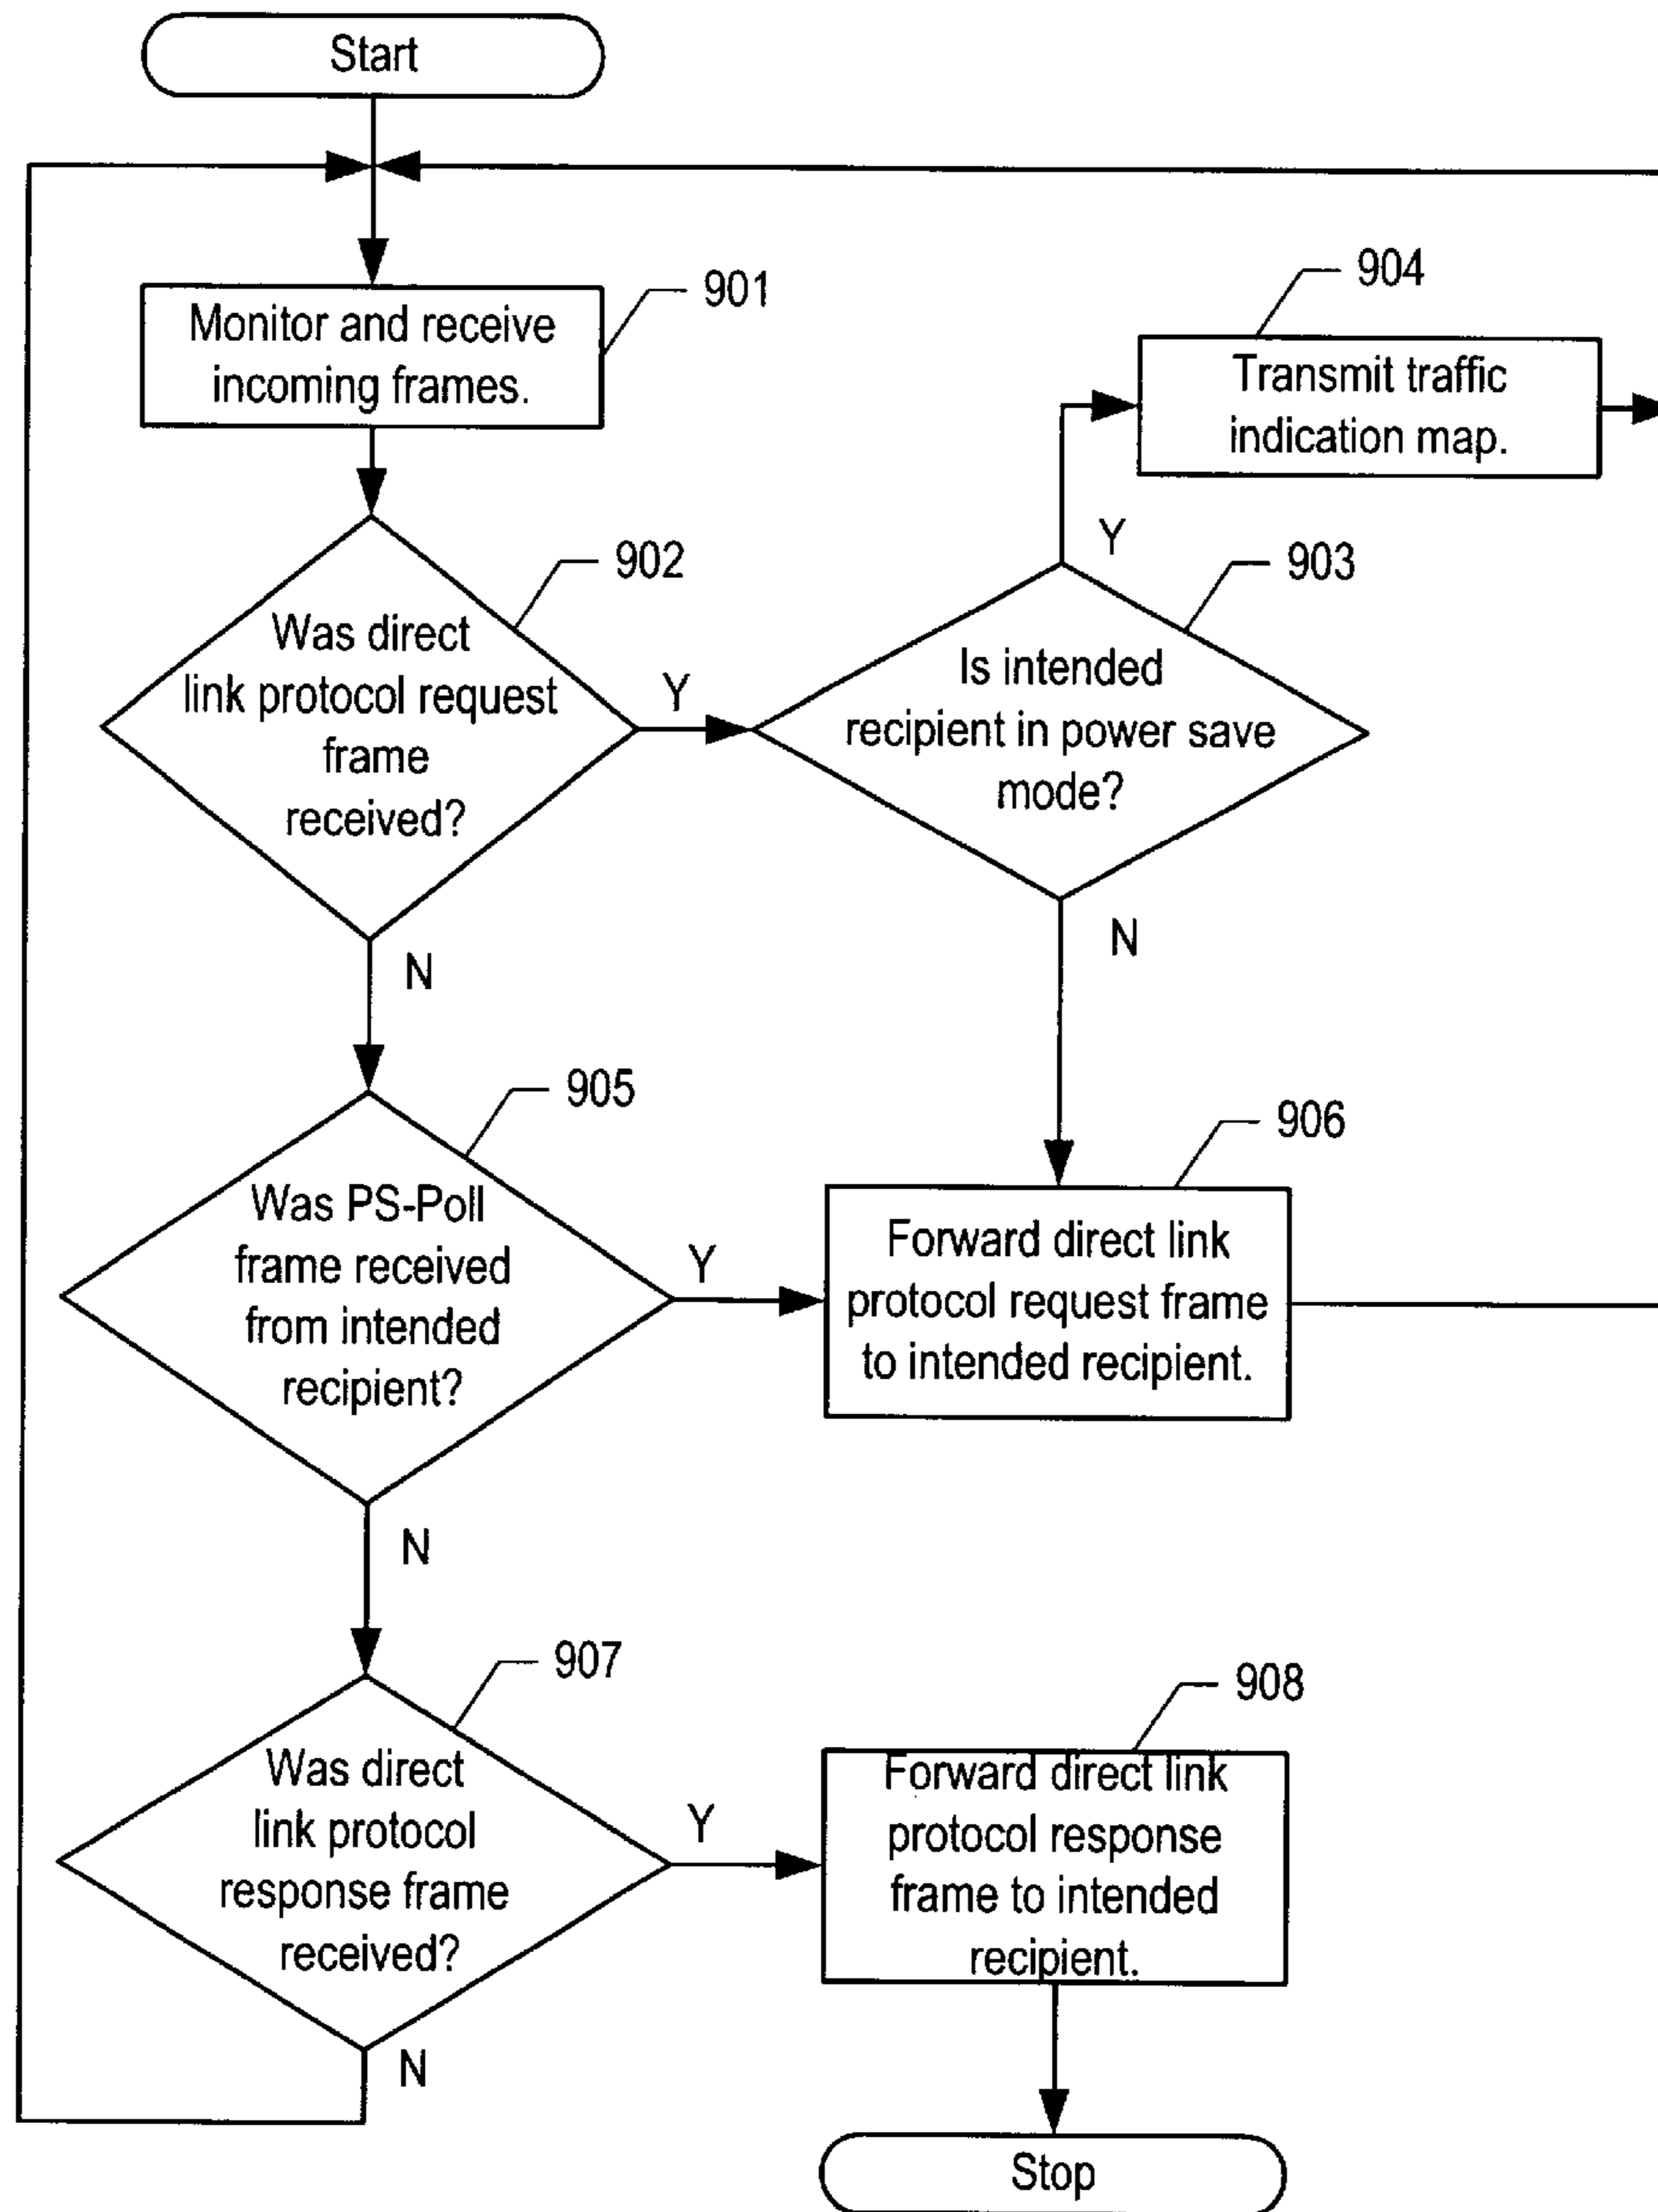 Start
901
Monitor and receive
incoming frames.
904
Transmit traffic
indication map.
902
Was direct
link protocol request
frame
received?
Y
903
Is intended
recipient in power save
mode?
Y
N
N
905
Was PS-Poll
frame received
from intended
recipient?
Y
906
Forward direct link
protocol request frame
to intended recipient.
N
907
Was direct
link protocol
response frame
received?
Y
908
Forward direct link
protocol response
frame to intended
recipient.
N
Stop